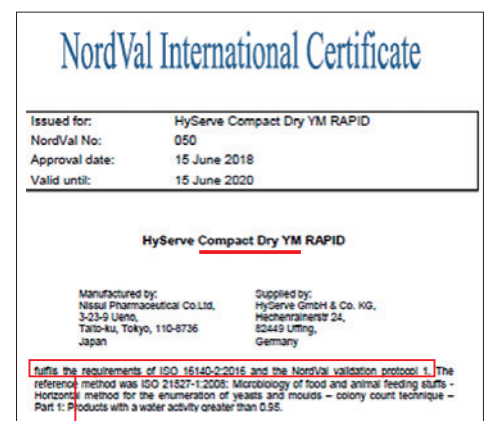 NordVal International Certificate
Issued for: HyServe Compact Dry YM RAPID
NordVal No: 050
Approval date: 15 June 2018
Valid until: 15 June 2020
HyServe Compact Dry YM RAPID
Manufactured by: Supplied by:
Nissui Pharmaceutical Co.Ltd, HyServe GmbH & Co. KG,
3-23-9 Ueno, Hechenrainerstr 24,
Taito-ku, Tokyo, 110-8736 82449 Uffing,
Japan Germany
fulfils the requirements of ISO 16140-2:2016 and the NordVal validation protocol 1. The
reference method was ISO 21527-1:2008: Microbiology of food and animal feeding stuffs -
Horizontal method for the enumeration of yeasts and moulds – colony count technique –
Part 1: Products with a water activity greater than 0.95.